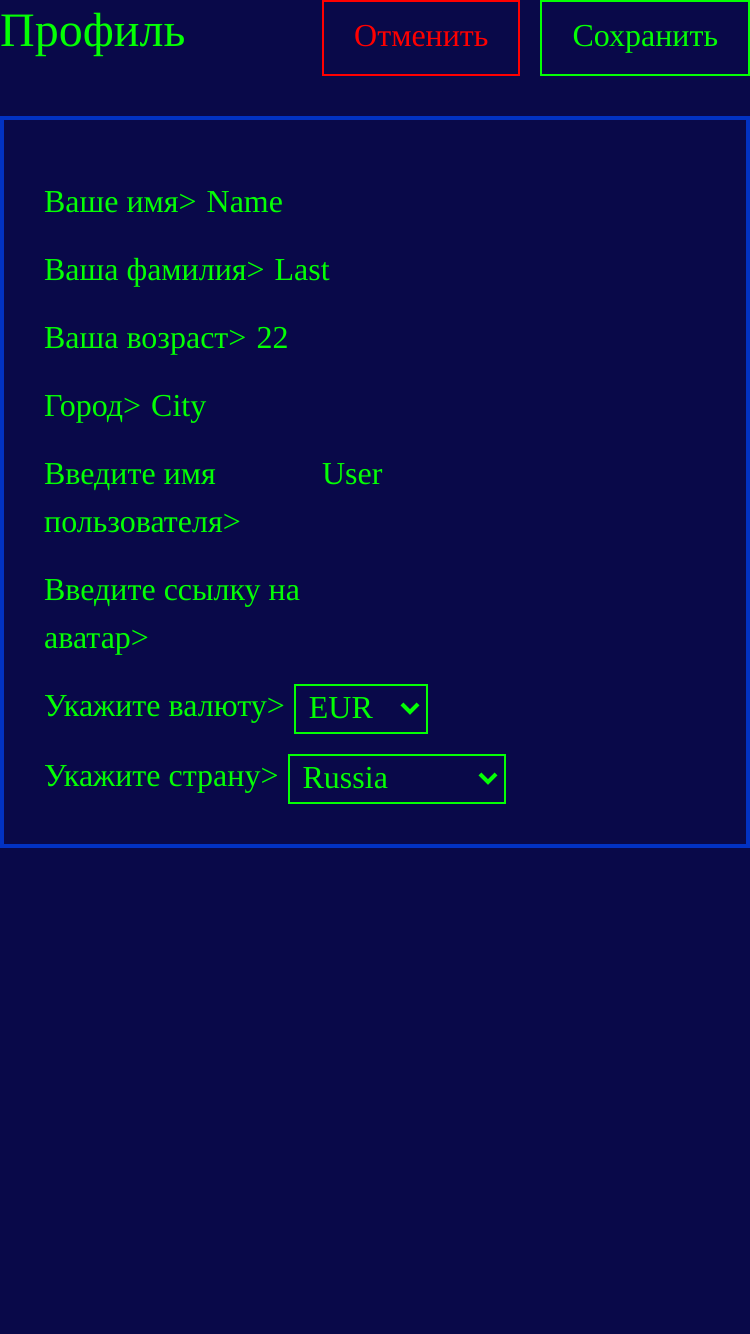 Профиль
Отменить
Сохранить
Ваше имя> Name
Ваша фамилия> Last
Ваша возраст> 22
Город> City
Введите имя User
пользователя>
Введите ссылку на
аватар>
Укажите валюту> EUR
Укажите страну> Russia